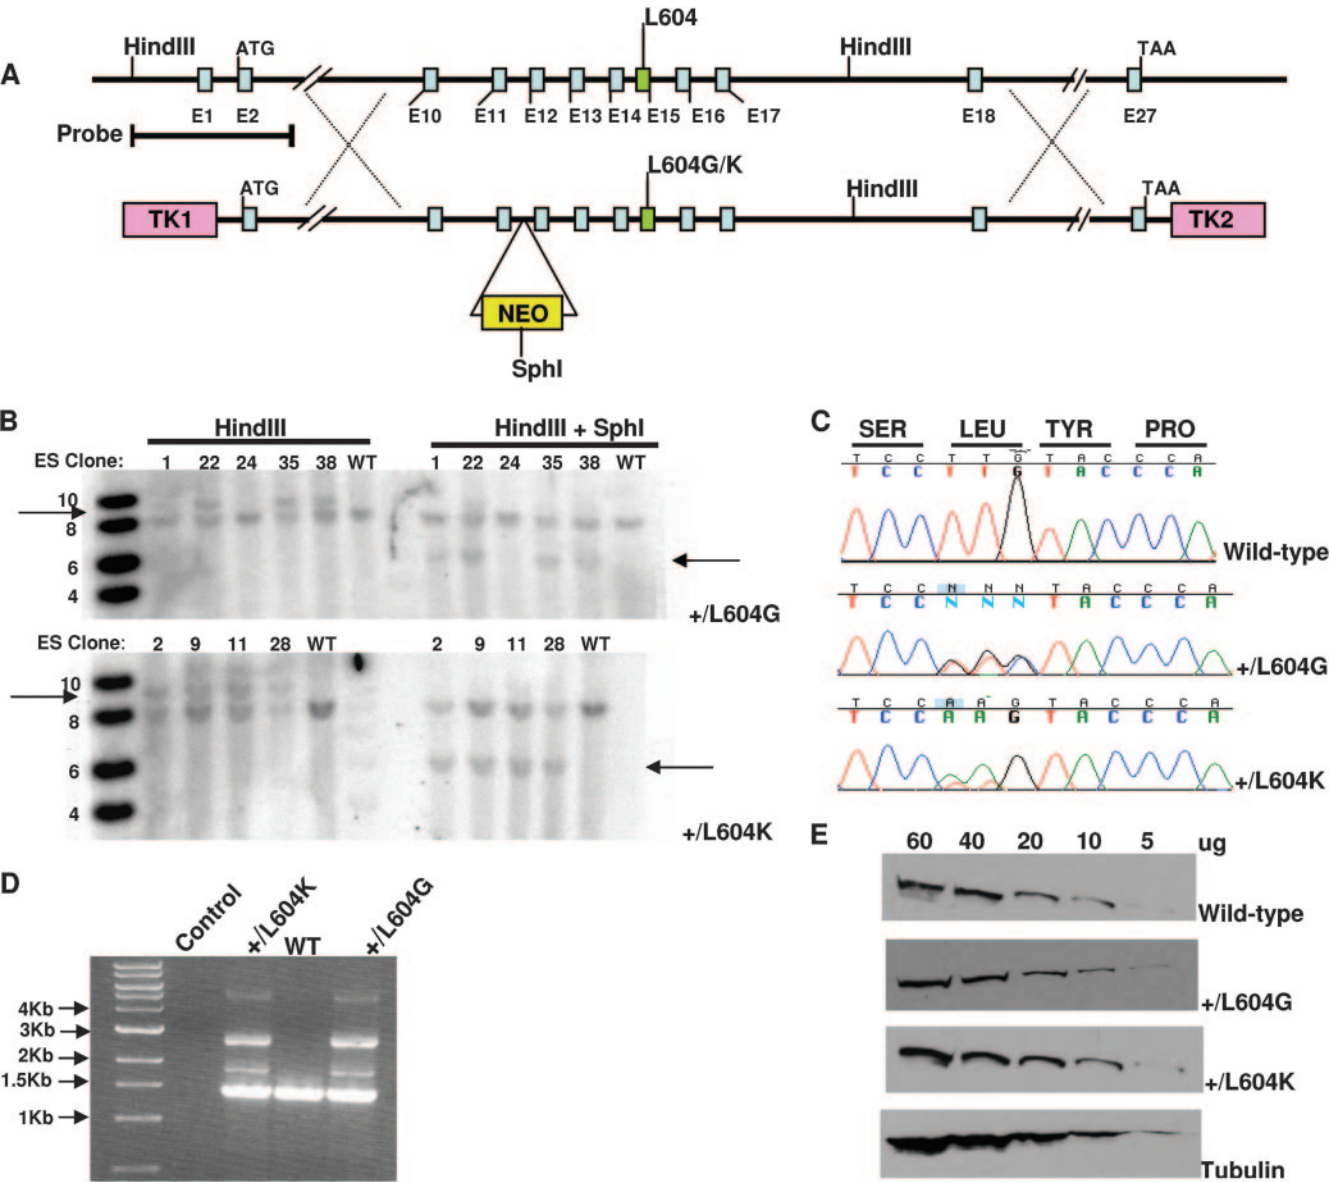 A
HindIII
ATG
L604
HindIII
TAA
E1 E2 E10 E11 E12 E13 E14 E15 E16 E17 E18 E27
Probe
ATG
L604G/K
HindIII
TAA
TK1
TK2
NEO
SphI
B
HindIII
HindIII + SphI
ES Clone: 1 22 24 35 38 WT 1 22 24 35 38 WT
10
8
6
4
+/L604G
ES Clone: 2 9 11 28 WT 2 9 11 28 WT
10
8
6
4
+/L604K
C
SER LEU TYR PRO
T C C T T G T A C C C A
T C C T T G T A C C C A
Wild-type
T C C N N N T A C C C A
T C C N N N T A C C C A
+/L604G
T C C A A G T A C C C A
T C C A A G T A C C C A
+/L604K
D
Control
+/L604K
WT
+/L604G
4Kb
3Kb
2Kb
1.5Kb
1Kb
E
60 40 20 10 5 ug
Wild-type
+/L604G
+/L604K
Tubulin